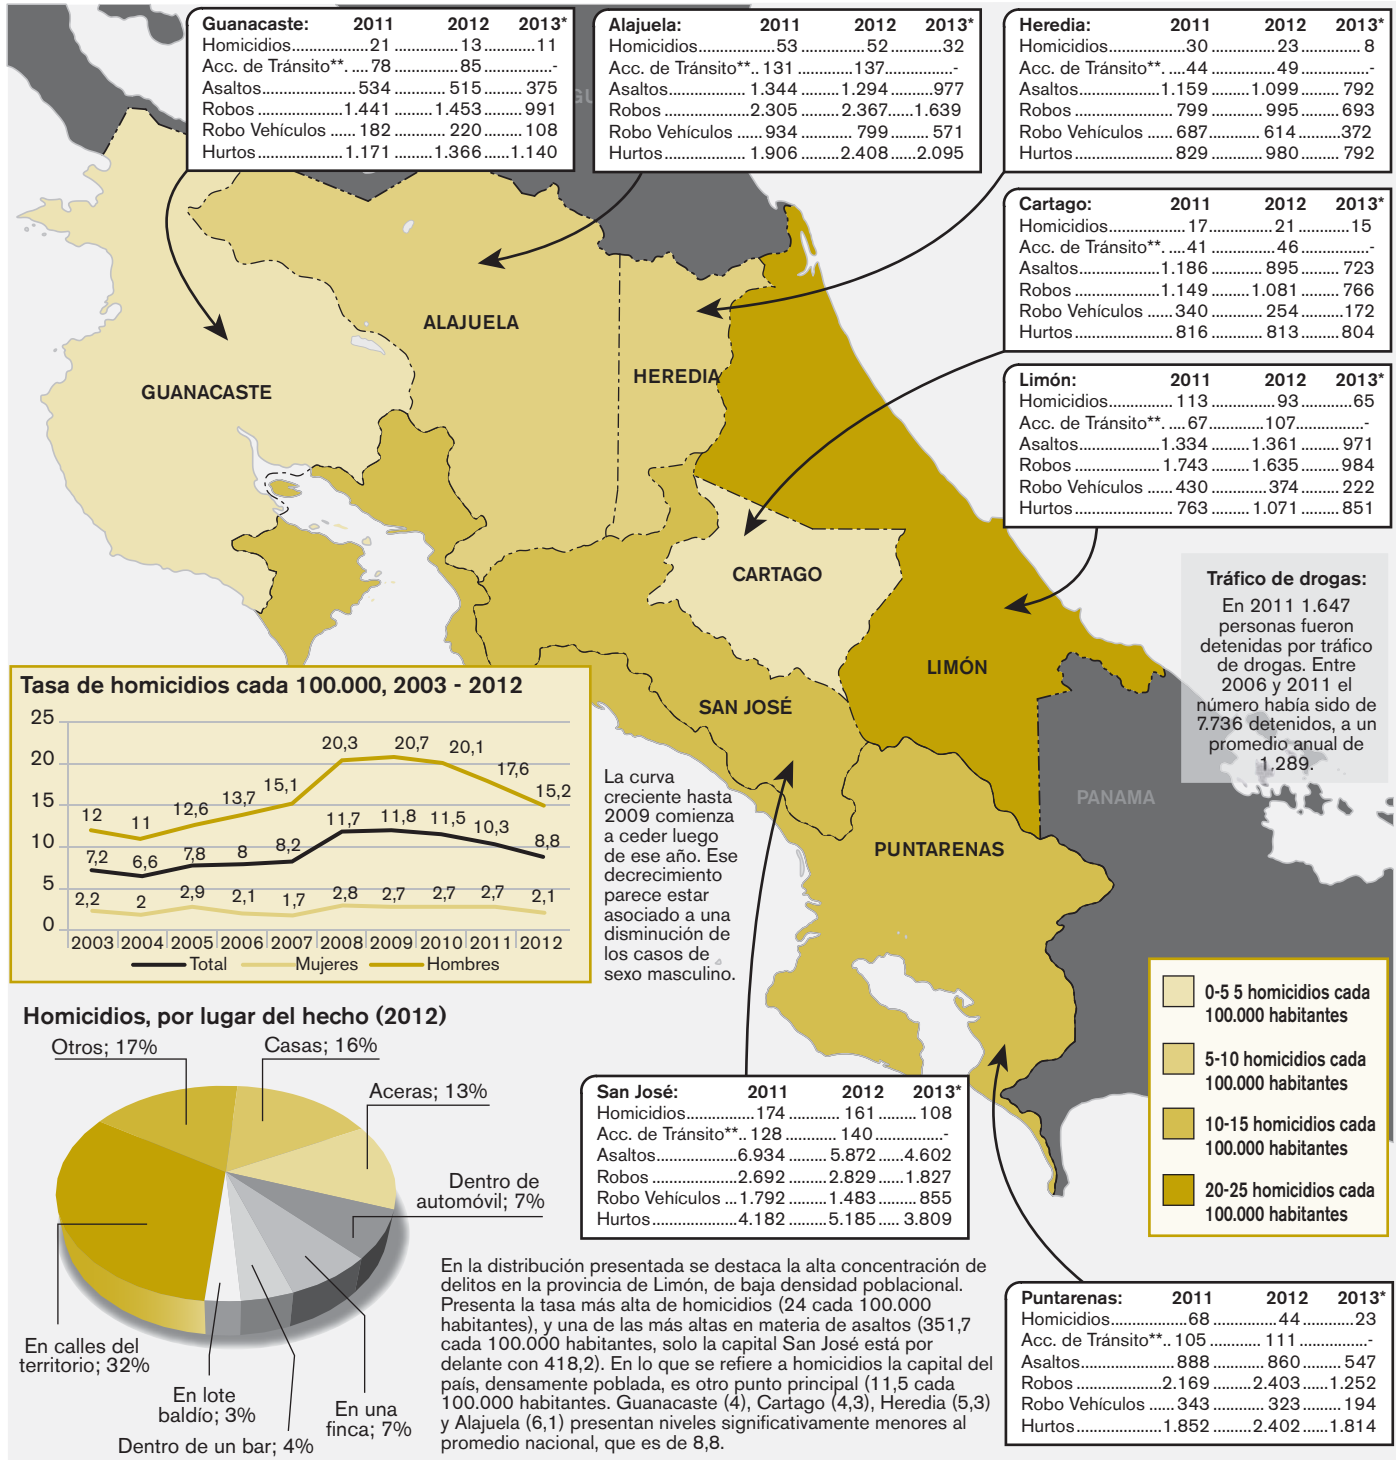 Guanacaste: 2011 2012 2013*
Homicidios.................21 .............13...........11
Acc. de Tránsito**. ....78 .............85..............-
Asaltos....................534 ..........515 ........ 375
Robos...................1.441 .......1.453 ........991
Robo Vehículos ..... 182 ..........220 ........108
Hurtos....................1.171 ........1.366 .....1.140
Alajuela: 2011 2012 2013*
Homicidios.................53 .............52...........32
Acc. de Tránsito**.. 131 ...........137..............-
Asaltos..................1.344 .......1.294 ........977
Robos...................2.305 .......2.367....1.639
Robo Vehículos ..... 934 ..........799 ........571
Hurtos...................1.906 ........2.408.....2.095
Heredia: 2011 2012 2013*
Homicidios.................30 .............23.............8
Acc. de Tránsito**. ....44 .............49..............-
Asaltos..................1.159 ........1.099 ........ 792
Robos......................799 ..........995 ........693
Robo Vehículos ..... 687..........614 ........372
Hurtos.....................829 ..........980 ........ 792
Cartago: 2011 2012 2013*
Homicidios.................17.............21...........15
Acc. de Tránsito**. ....41 .............46..............-
Asaltos..................1.186 ..........895 ........ 723
Robos...................1.149 ........1.081 ........ 766
Robo Vehículos ..... 340 ..........254 ........172
Hurtos.....................816 ..........813 ........804
Limón: 2011 2012 2013*
Homicidios...............113 .............93...........65
Acc. de Tránsito**. ....67 ...........107..............-
Asaltos..................1.334 ........1.361 ........ 971
Robos...................1.743 ........1.635 ........984
Robo Vehículos ..... 430 ..........374 ........ 222
Hurtos.....................763 ........1.071 ........851
GU
ALAJUELA
GUANACASTE
HEREDIA
CARTAGO
LIMÓN
SAN JOSÉ
PUNTARENAS
PANAMA
Tráfico de drogas:
En 2011 1.647
personas fueron
detenidas por tráfico
de drogas. Entre
2006 y 2011 el
número había sido de
7.736 detenidos, a un
promedio anual de
1.289.
Tasa de homicidios cada 100.000, 2003 - 2012
25
20
15
10
5
0
12 11 12,6 13,7 15,1 20,3 20,7 20,1 17,6 15,2
7,2 6,6 7,8 8 8,2 11,7 11,8 11,5 10,3 8,8
2,2 2 2,9 2,1 1,7 2,8 2,7 2,7 2,7 2,1
2003 2004 2005 2006 2007 2008 2009 2010 2011 2012
Total Mujeres Hombres
La curva
creciente hasta
2009 comienza
a ceder luego
de ese año. Ese
decrecimiento
parece estar
asociado a una
disminución de
los casos de
sexo masculino.
0-5 5 homicidios cada
100.000 habitantes
5-10 homicidios cada
100.000 habitantes
10-15 homicidios cada
100.000 habitantes
20-25 homicidios cada
100.000 habitantes
Homicidios, por lugar del hecho (2012)
Otros; 17%
Casas; 16%
Aceras; 13%
Dentro de
automóvil; 7%
En una
finca; 7%
Dentro de un bar; 4%
En lote
baldío; 3%
En calles del
territorio; 32%
San José: 2011 2012 2013*
Homicidios...............174 ...........161 ........ 108
Acc. de Tránsito**.. 128 ........... 140 ...............-
Asaltos..................6.934 ........5.872 .....4.602
Robos ..................2.692 ........2.829 .....1.827
Robo Vehículos ...1.792 ........1.483 ........855
Hurtos...................4.182 ........5.185 ..... 3.809
En la distribución presentada se destaca la alta concentración de
delitos en la provincia de Limón, de baja densidad poblacional.
Presenta la tasa más alta de homicidios (24 cada 100.000
habitantes), y una de las más altas en materia de asaltos (351,7
cada 100.000 habitantes, solo la capital San José está por
delante con 418,2). En lo que se refiere a homicidios la capital del
país, densamente poblada, es otro punto principal (11,5 cada
100.000 habitantes. Guanacaste (4), Cartago (4,3), Heredia (5,3)
y Alajuela (6,1) presentan niveles significativamente menores al
promedio nacional, que es de 8,8.
Puntarenas: 2011 2012 2013*
Homicidios.................68 .............44...........23
Acc. de Tránsito**.. 105 ........... 111 ..............-
Asaltos.....................888 ..........860 ........ 547
Robos...................2.169 ........2.403 .....1.252
Robo Vehículos ..... 343 ..........323 ........194
Hurtos...................1.852 ........2.402......1.814